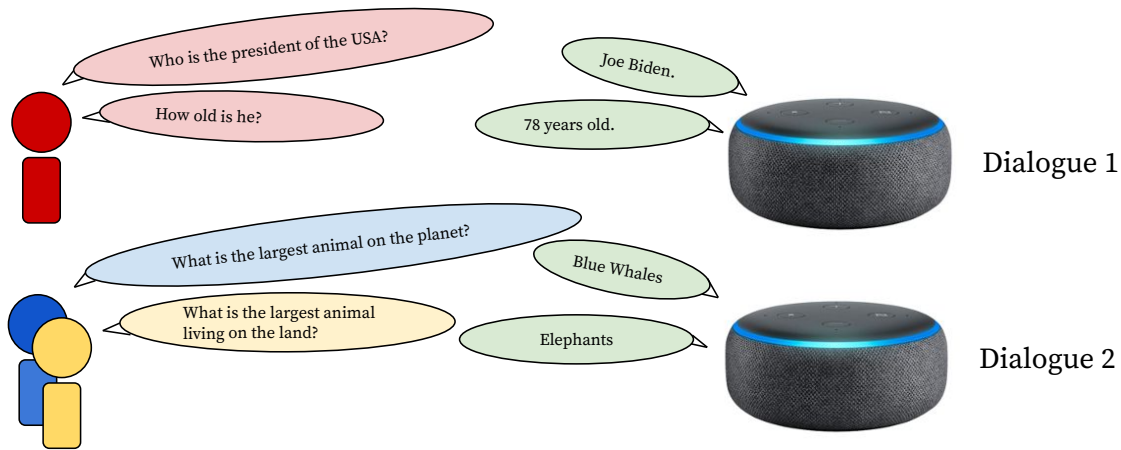 Who is the president of the USA?
Joe Biden.
How old is he?
78 years old.
Dialogue 1
What is the largest animal on the planet?
Blue Whales
What is the largest animal
living on the land?
Elephants
Dialogue 2